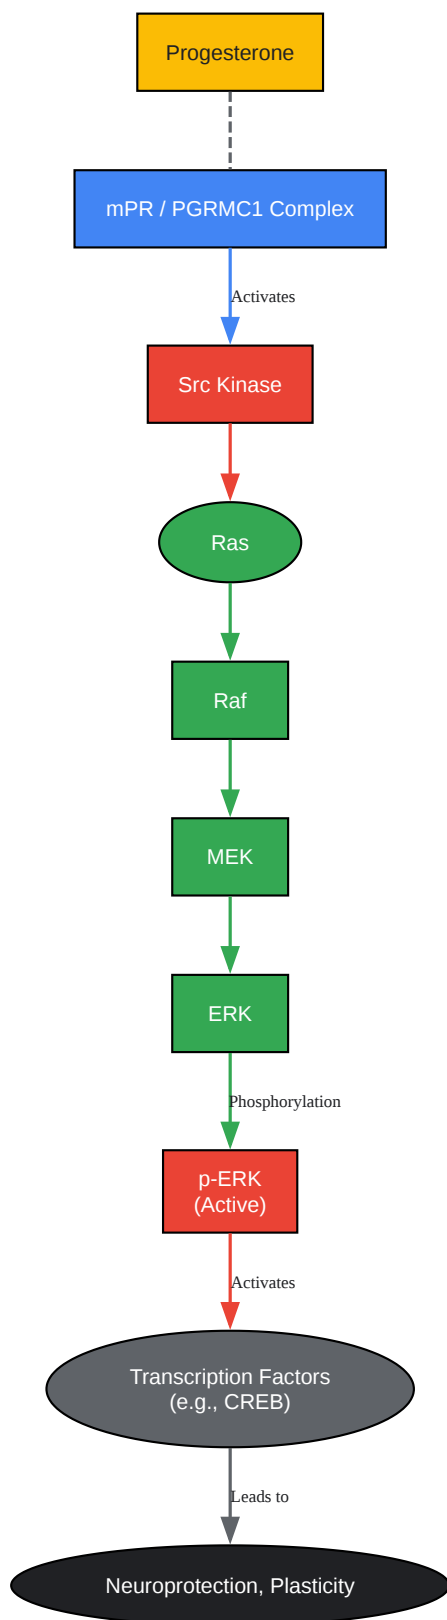 Progesterone
mPR / PGRMC1 Complex
Activates
Src Kinase
Ras
Raf
MEK
ERK
Phosphorylation
p-ERK
(Active)
Activates
Transcription Factors
(e.g., CREB)
Leads to
Neuroprotection, Plasticity